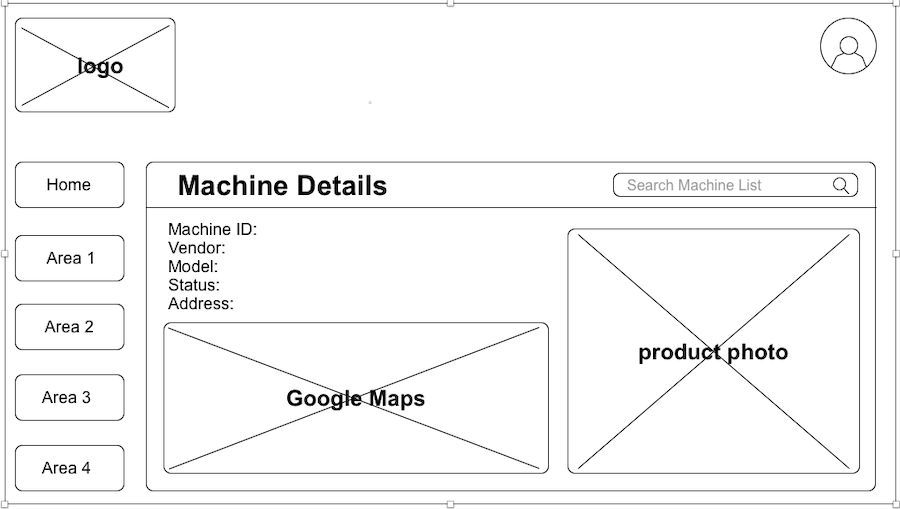 logo
Home
Area 1
Area 2
Area 3
Area 4
Machine Details
Search Machine List
Machine ID:
Vendor:
Model:
Status:
Address:
Google Maps
product photo